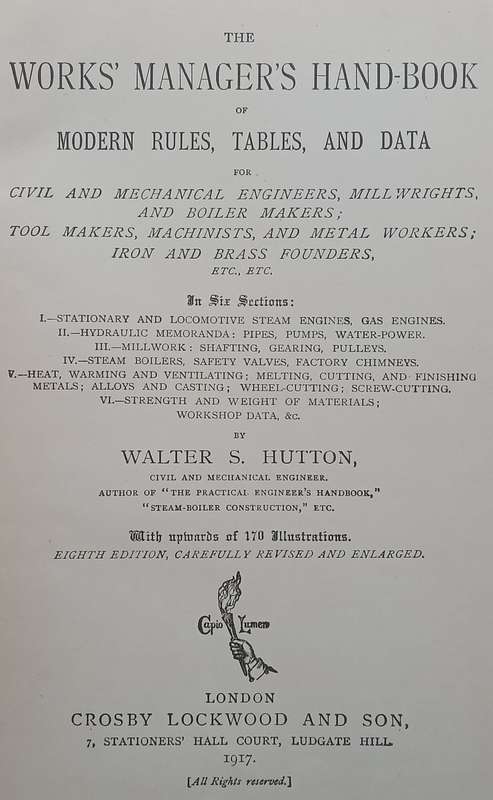 THE
WORKS' MANAGER'S HAND-BOOK
OF
MODERN RULES, TABLES, AND DATA
FOR
CIVIL AND MECHANICAL ENGINEERS, MILLWRIGHTS,
AND BOILER MAKERS;
TOOL MAKERS, MACHINISTS, AND METAL WORKERS;
IRON AND BRASS FOUNDERS,
ETC., ETC.
In Six Sections:
I.—STATIONARY AND LOCOMOTIVE STEAM ENGINES, GAS ENGINES.
II.—HYDRAULIC MEMORANDA: PIPES, PUMPS, WATER-POWER.
III.—MILLWORK: SHAFTING, GEARING, PULLEYS.
IV.—STEAM BOILERS, SAFETY VALVES, FACTORY CHIMNEYS.
V.—HEAT, WARMING AND VENTILATING; MELTING, CUTTING, AND FINISHING
METALS; ALLOYS AND CASTING; WHEEL-CUTTING; SCREW-CUTTING.
VI.—STRENGTH AND WEIGHT OF MATERIALS;
WORKSHOP DATA, &c.
BY
WALTER S. HUTTON,
CIVIL AND MECHANICAL ENGINEER.
AUTHOR OF "THE PRACTICAL ENGINEER'S HANDBOOK,"
"STEAM-BOILER CONSTRUCTION," ETC.
With upwards of 170 Illustrations.
EIGHTH EDITION, CAREFULLY REVISED AND ENLARGED.
Capio Lumen
LONDON
CROSBY LOCKWOOD AND SON,
7, STATIONERS' HALL COURT, LUDGATE HILL.
1917.
[All Rights reserved.]